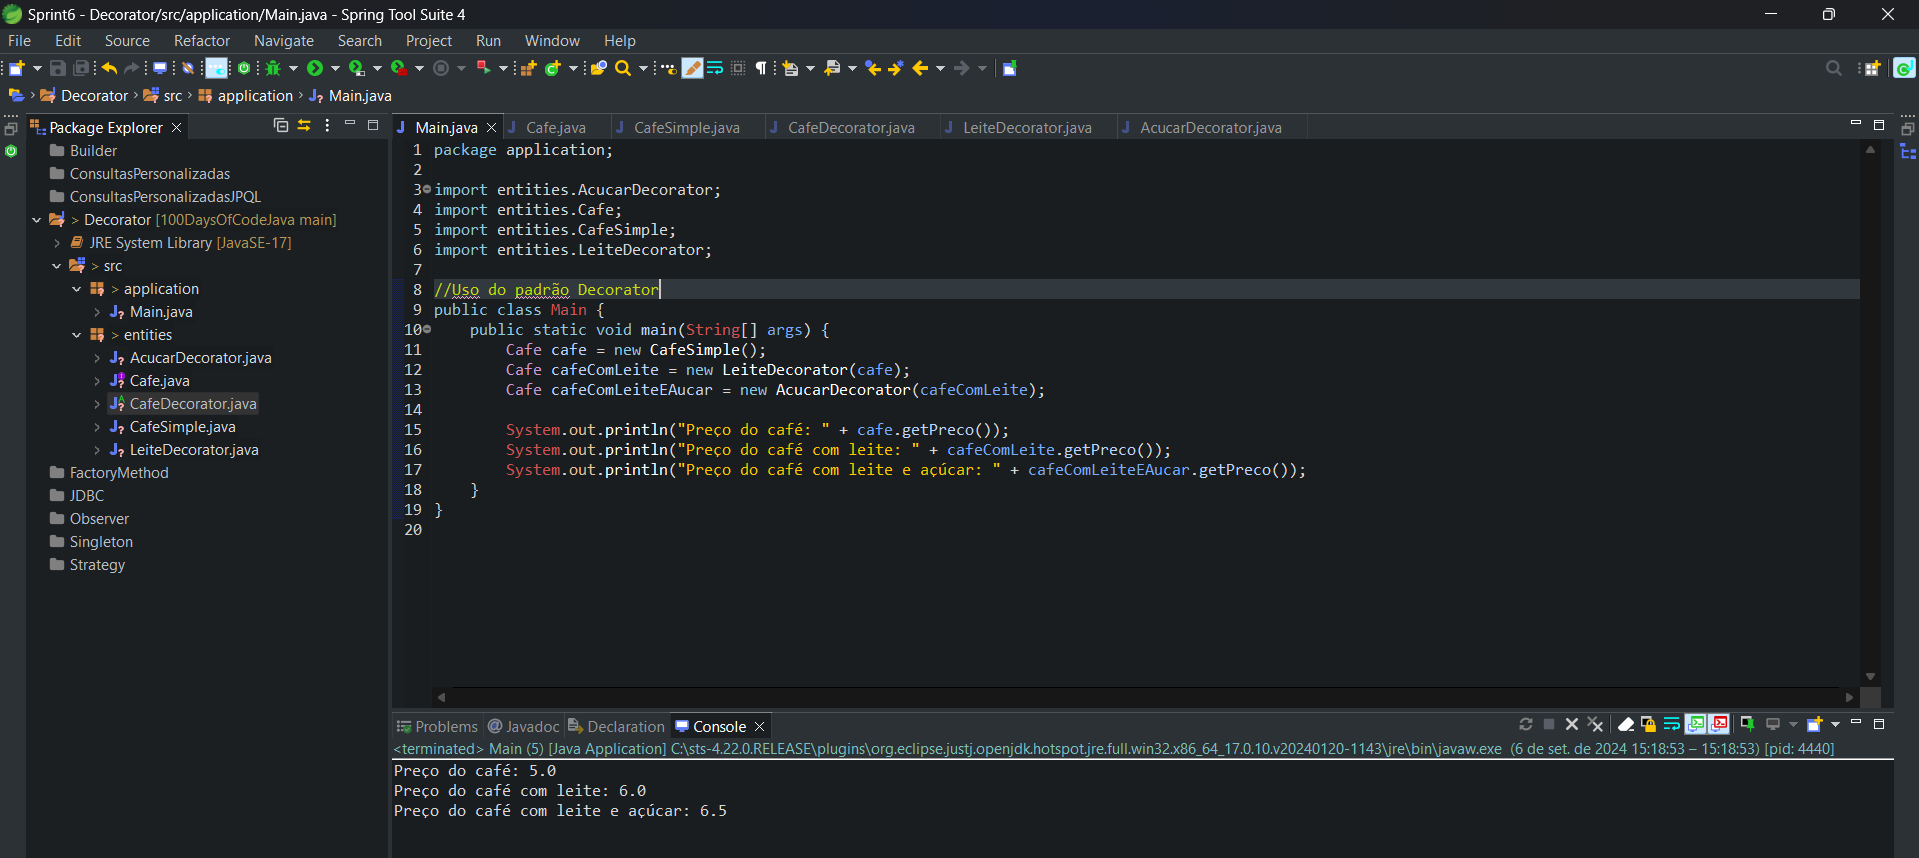 Sprint6 - Decorator/src/application/Main.java - Spring Tool Suite 4
File Edit Source Refactor Navigate Search Project Run Window Help
Decorator › src › application › Main.java
Package Explorer
Builder
ConsultasPersonalizadas
ConsultasPersonalizadasJPQL
> Decorator [100DaysOfCodeJava main]
JRE System Library [JavaSE-17]
> src
> application
Main.java
> entities
AcucarDecorator.java
Cafe.java
CafeDecorator.java
CafeSimple.java
LeiteDecorator.java
FactoryMethod
JDBC
Observer
Singleton
Strategy
Main.java Cafe.java CafeSimple.java CafeDecorator.java LeiteDecorator.java AcucarDecorator.java
1 package application;
2
3 import entities.AcucarDecorator;
4 import entities.Cafe;
5 import entities.CafeSimple;
6 import entities.LeiteDecorator;
7
8 //Uso do padrão Decorator
9 public class Main {
10 public static void main(String[] args) {
11 Cafe cafe = new CafeSimple();
12 Cafe cafeComLeite = new LeiteDecorator(cafe);
13 Cafe cafeComLeiteEAucar = new AcucarDecorator(cafeComLeite);
14
15 System.out.println("Preço do café: " + cafe.getPreco());
16 System.out.println("Preço do café com leite: " + cafeComLeite.getPreco());
17 System.out.println("Preço do café com leite e açúcar: " + cafeComLeiteEAucar.getPreco());
18 }
19 }
20
Problems @ Javadoc Declaration Console
<terminated> Main (5) [Java Application] C:\sts-4.22.0.RELEASE\plugins\org.eclipse.justj.openjdk.hotspot.jre.full.win32.x86_64_17.0.10.v20240120-1143\jre\bin\javaw.exe (6 de set. de 2024 15:18:53 – 15:18:53) [pid: 4440]
Preço do café: 5.0
Preço do café com leite: 6.0
Preço do café com leite e açúcar: 6.5